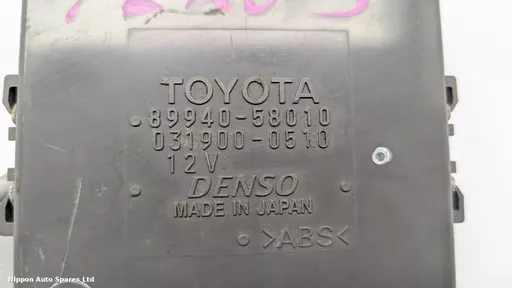 TOYOTA
89940-58010
031900-0510
12V
DENSO
MADE IN JAPAN
>ABS<
Nippon Auto Spares Ltd